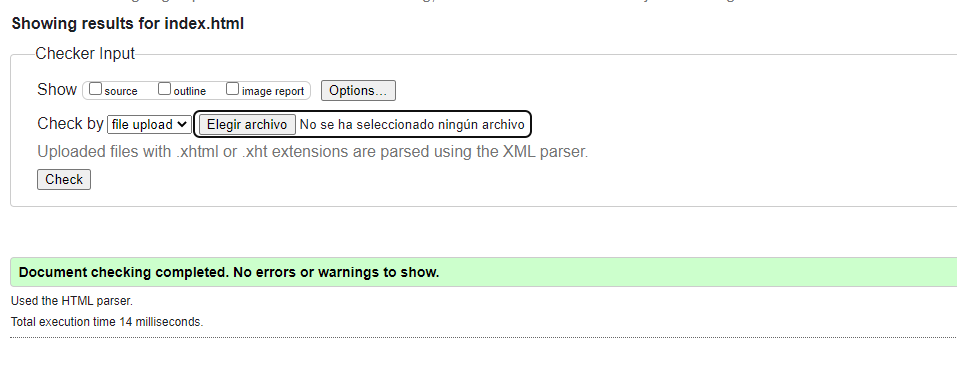 Showing results for index.html
Checker Input
Show source outline image report Options...
Check by file upload Elegir archivo No se ha seleccionado ningún archivo
Uploaded files with .xhtml or .xht extensions are parsed using the XML parser.
Check
Document checking completed. No errors or warnings to show.
Used the HTML parser.
Total execution time 14 milliseconds.